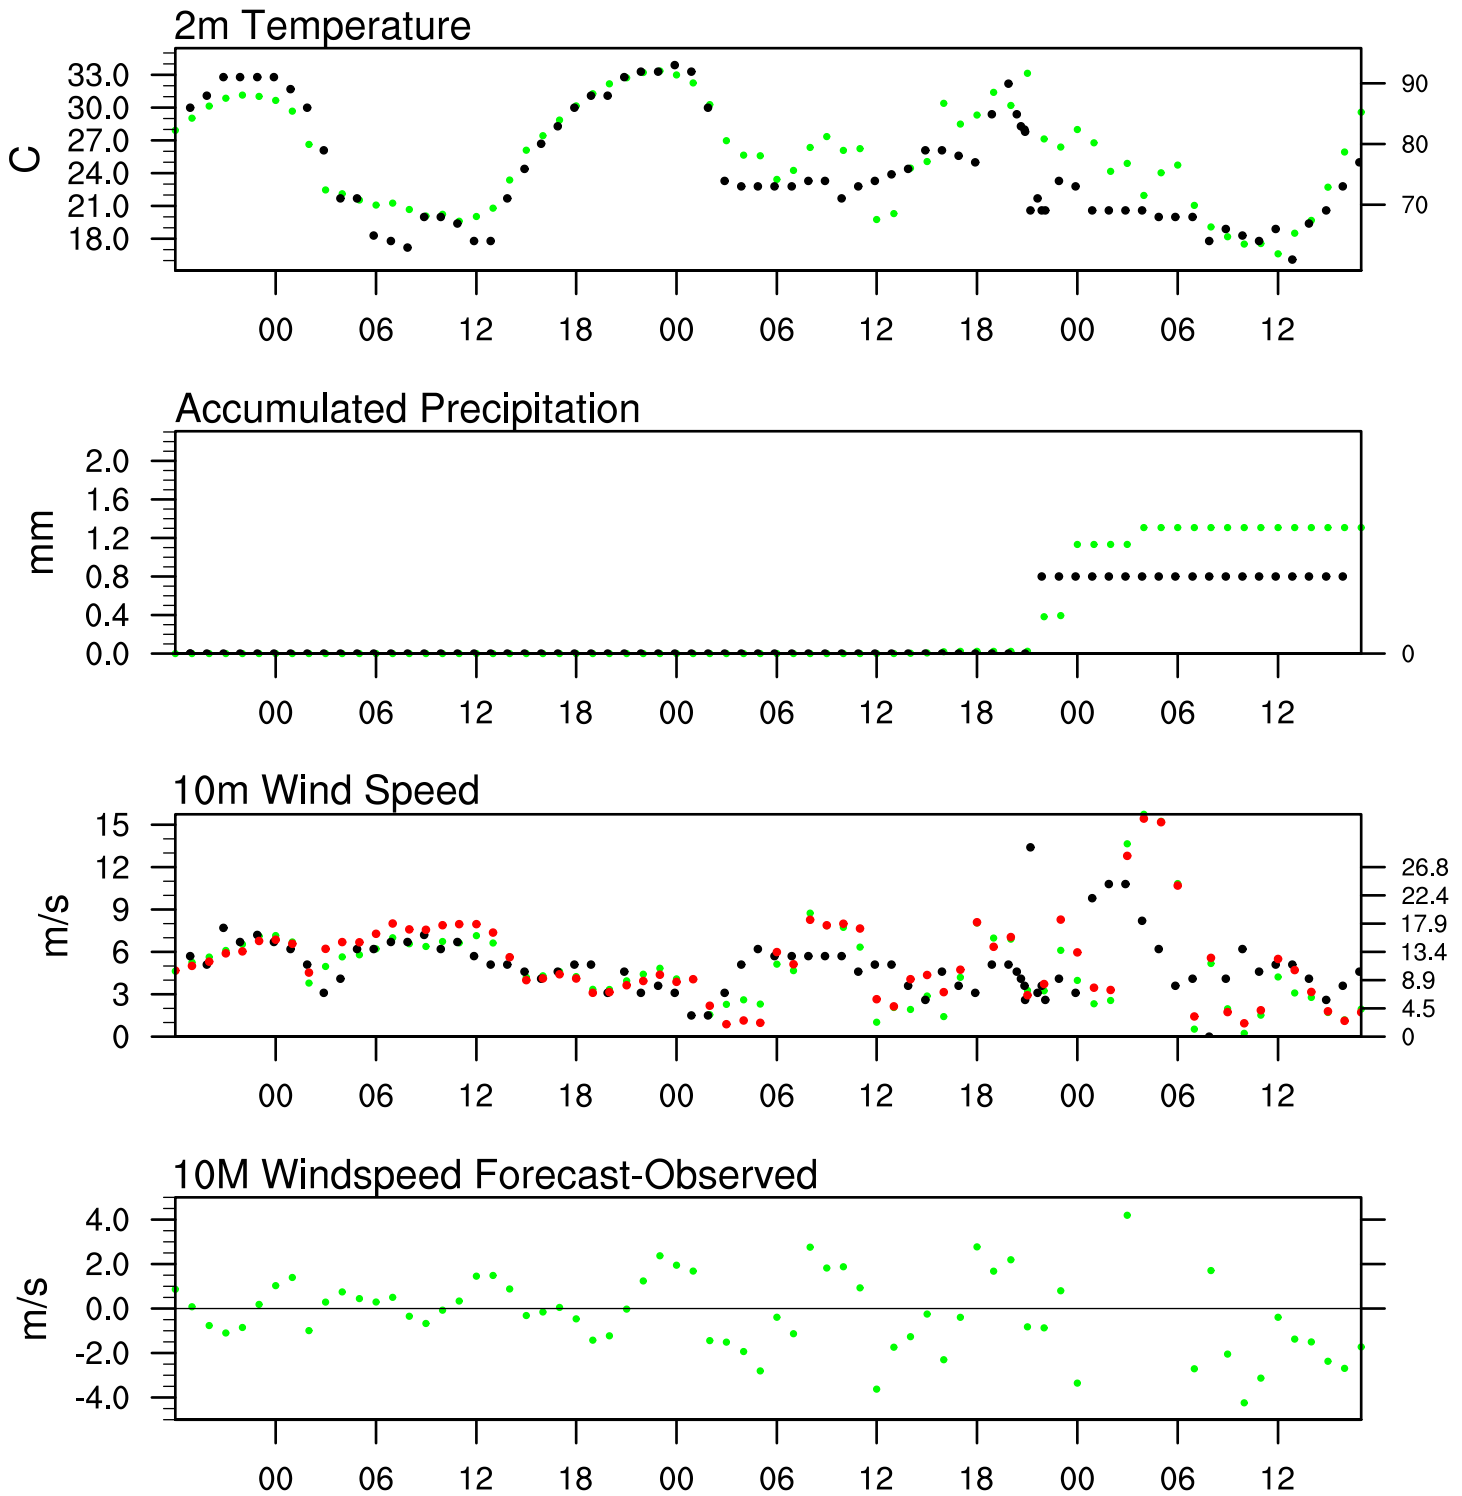 2m Temperature
33.0
30.0
27.0
24.0
21.0
18.0
C
90
80
70
00 06 12 18 00 06 12 18 00 06 12
Accumulated Precipitation
2.0
1.6
1.2
0.8
0.4
0.0
mm
0
00 06 12 18 00 06 12 18 00 06 12
10m Wind Speed
15
12
9
6
3
0
m/s
26.8
22.4
17.9
13.4
8.9
4.5
0
00 06 12 18 00 06 12 18 00 06 12
10M Windspeed Forecast-Observed
4.0
2.0
0.0
-2.0
-4.0
m/s
00 06 12 18 00 06 12 18 00 06 12